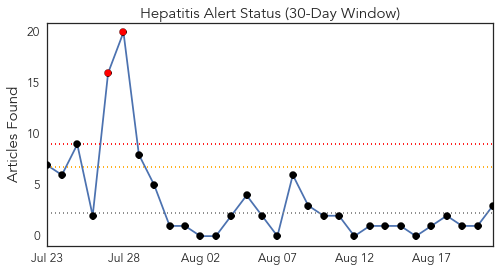 Hepatitis Alert Status (30-Day Window)
Articles Found
20
15
10
5
0
Jul 23 Jul 28 Aug 02 Aug 07 Aug 12 Aug 17